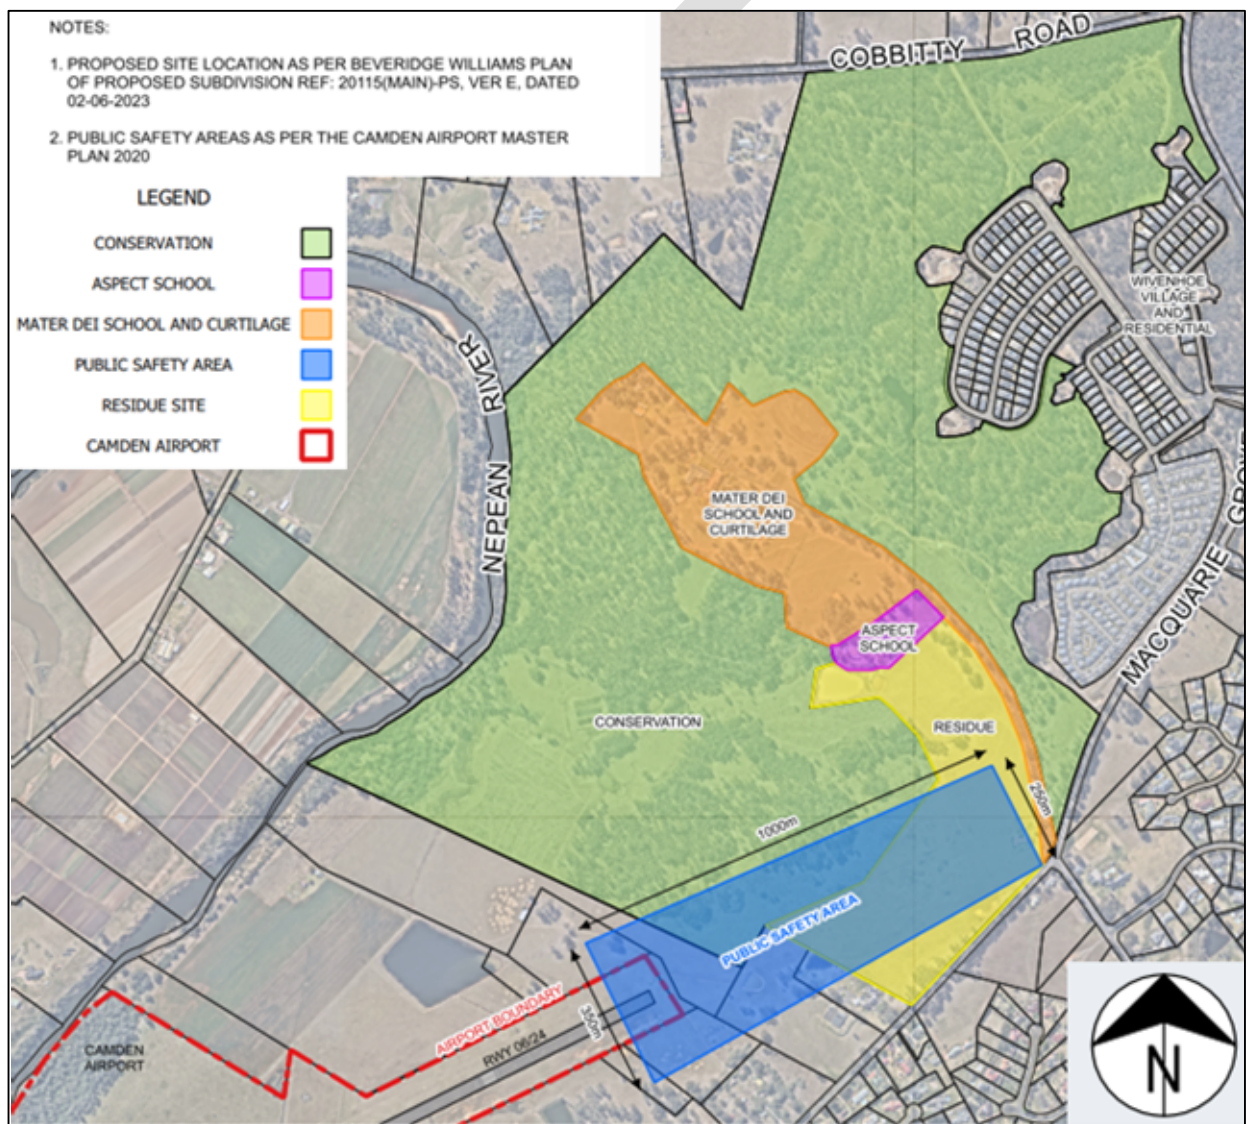 NOTES:
1. PROPOSED SITE LOCATION AS PER BEVERIDGE WILLIAMS PLAN
OF PROPOSED SUBDIVISION REF: 20115(MAIN)-PS, VER E, DATED
02-06-2023
2. PUBLIC SAFETY AREAS AS PER THE CAMDEN AIRPORT MASTER
PLAN 2020
LEGEND
CONSERVATION
ASPECT SCHOOL
MATER DEI SCHOOL AND CURTILAGE
PUBLIC SAFETY AREA
RESIDUE SITE
CAMDEN AIRPORT
COBBITTY ROAD
WIVENHOE
VILLAGE
AND
RESIDENTIAL
NEPEAN RIVER
MACQUARIE GROVE
MATER DEI
SCHOOL AND
CURTILAGE
ASPECT
SCHOOL
CONSERVATION
RESIDUE
250m
1000m
PUBLIC SAFETY AREA
350m
AIRPORT BOUNDARY
RWY 06/24
CAMDEN
AIRPORT
N